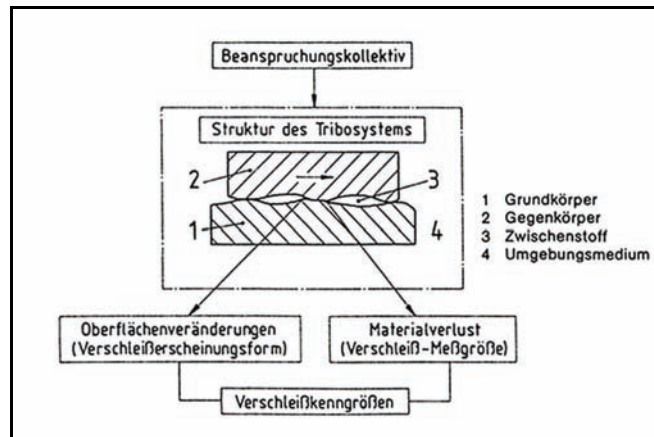 Beanspruchungskollektiv
Struktur des Tribosystems
2
3
1
4
1 Grundkörper
2 Gegenkörper
3 Zwischenstoff
4 Umgebungsmedium
Oberflächenveränderungen
(Verschleißerscheinungsform)
Materialverlust
(Verschleiß-Meßgröße)
Verschleißkenngrößen